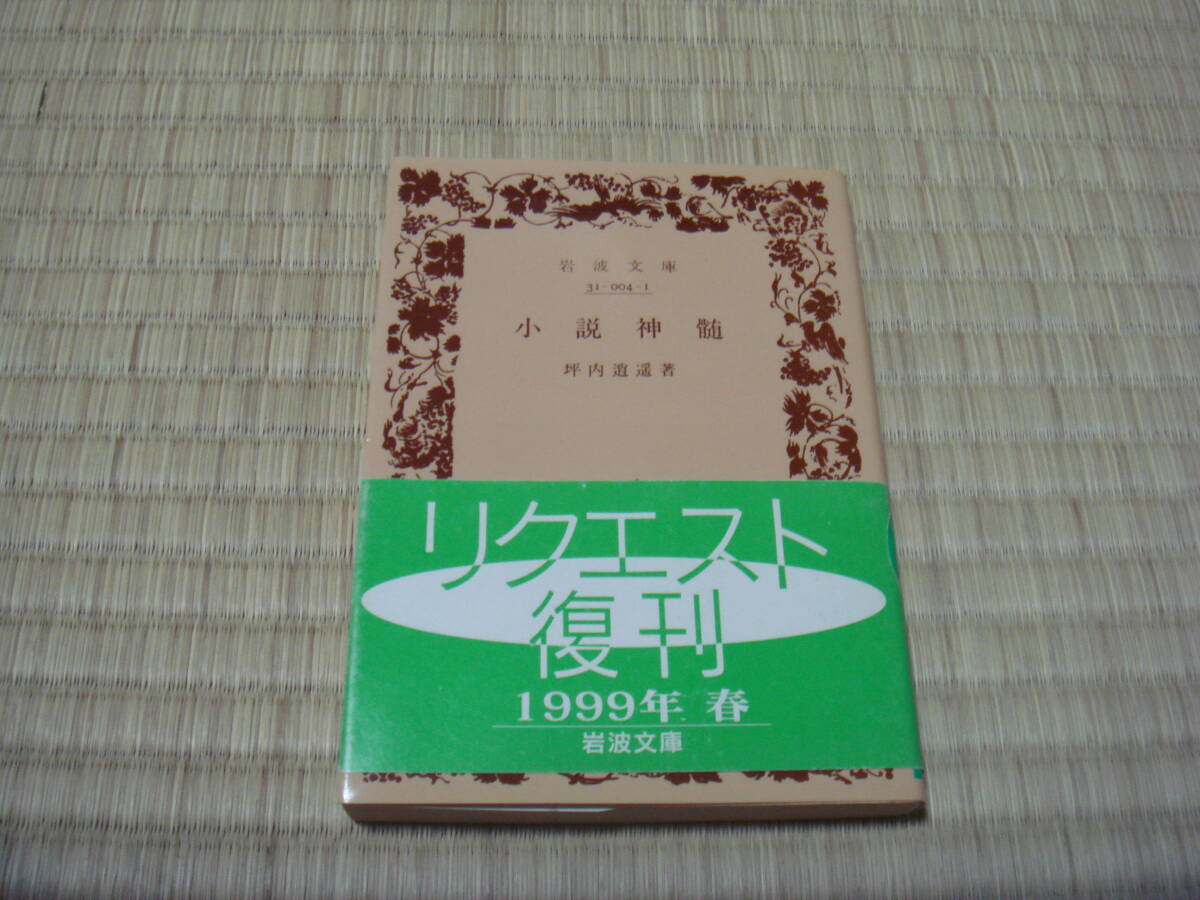 岩波文庫
31-004-1
小説神髄
坪内逍遥著
リクエスト
復刊
1999年 春
岩波文庫